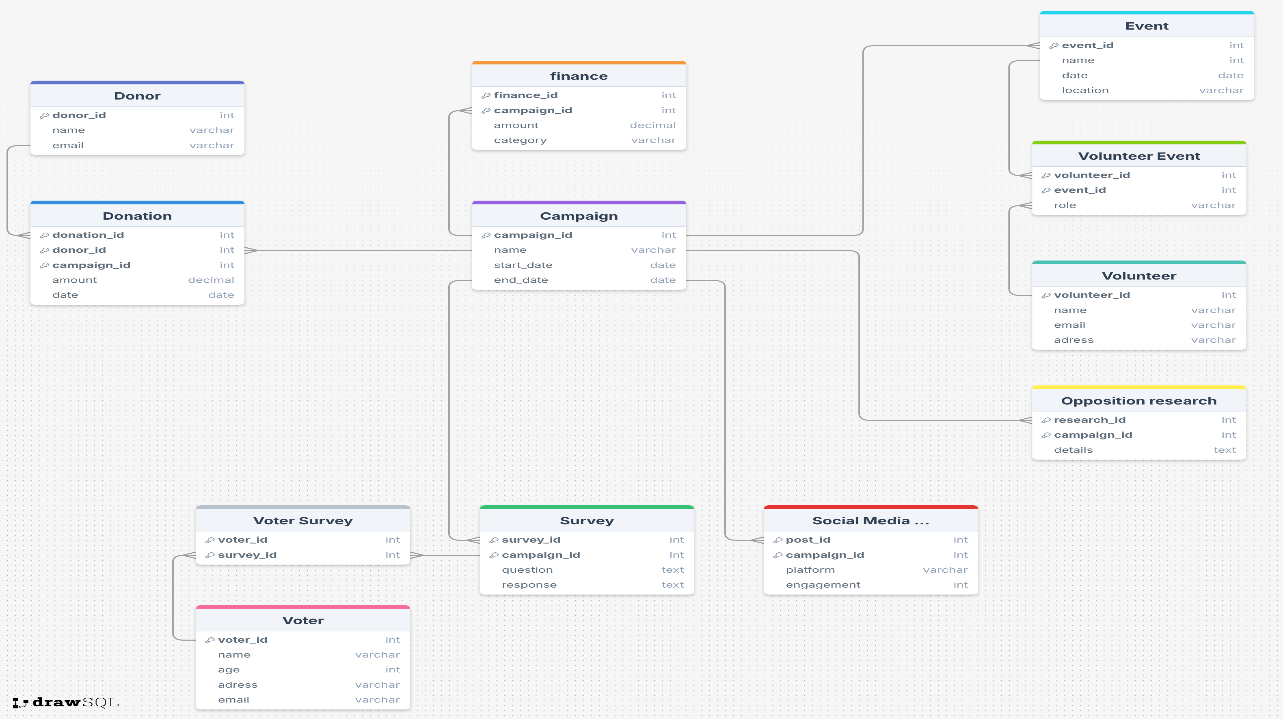 Event
event_id int
name int
date date
location varchar
finance
finance_id int
campaign_id int
amount decimal
category varchar
Donor
donor_id int
name varchar
email varchar
Volunteer Event
volunteer_id int
event_id int
role varchar
Donation
donation_id int
donor_id int
campaign_id int
amount decimal
date date
Campaign
campaign_id int
name varchar
start_date date
end_date date
Volunteer
volunteer_id int
name varchar
email varchar
adress varchar
Opposition research
research_id int
campaign_id int
details text
Voter Survey
voter_id int
survey_id int
Survey
survey_id int
campaign_id int
question text
response text
Social Media ...
post_id int
campaign_id int
platform varchar
engagement int
Voter
voter_id int
name varchar
age int
adress varchar
email varchar
drawSQL